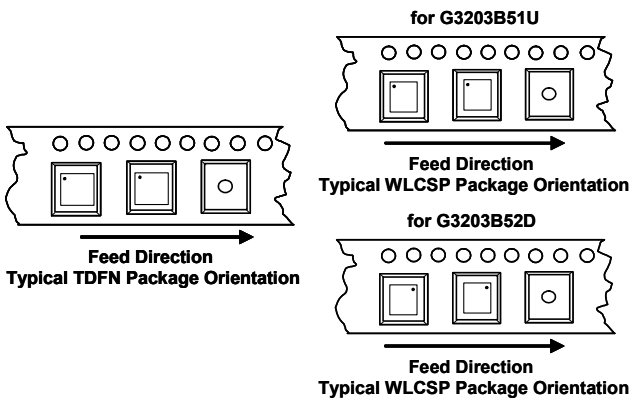 for G3203B51U
Feed Direction
Typical WLCSP Package Orientation
Feed Direction
Typical TDFN Package Orientation
for G3203B52D
Feed Direction
Typical WLCSP Package Orientation